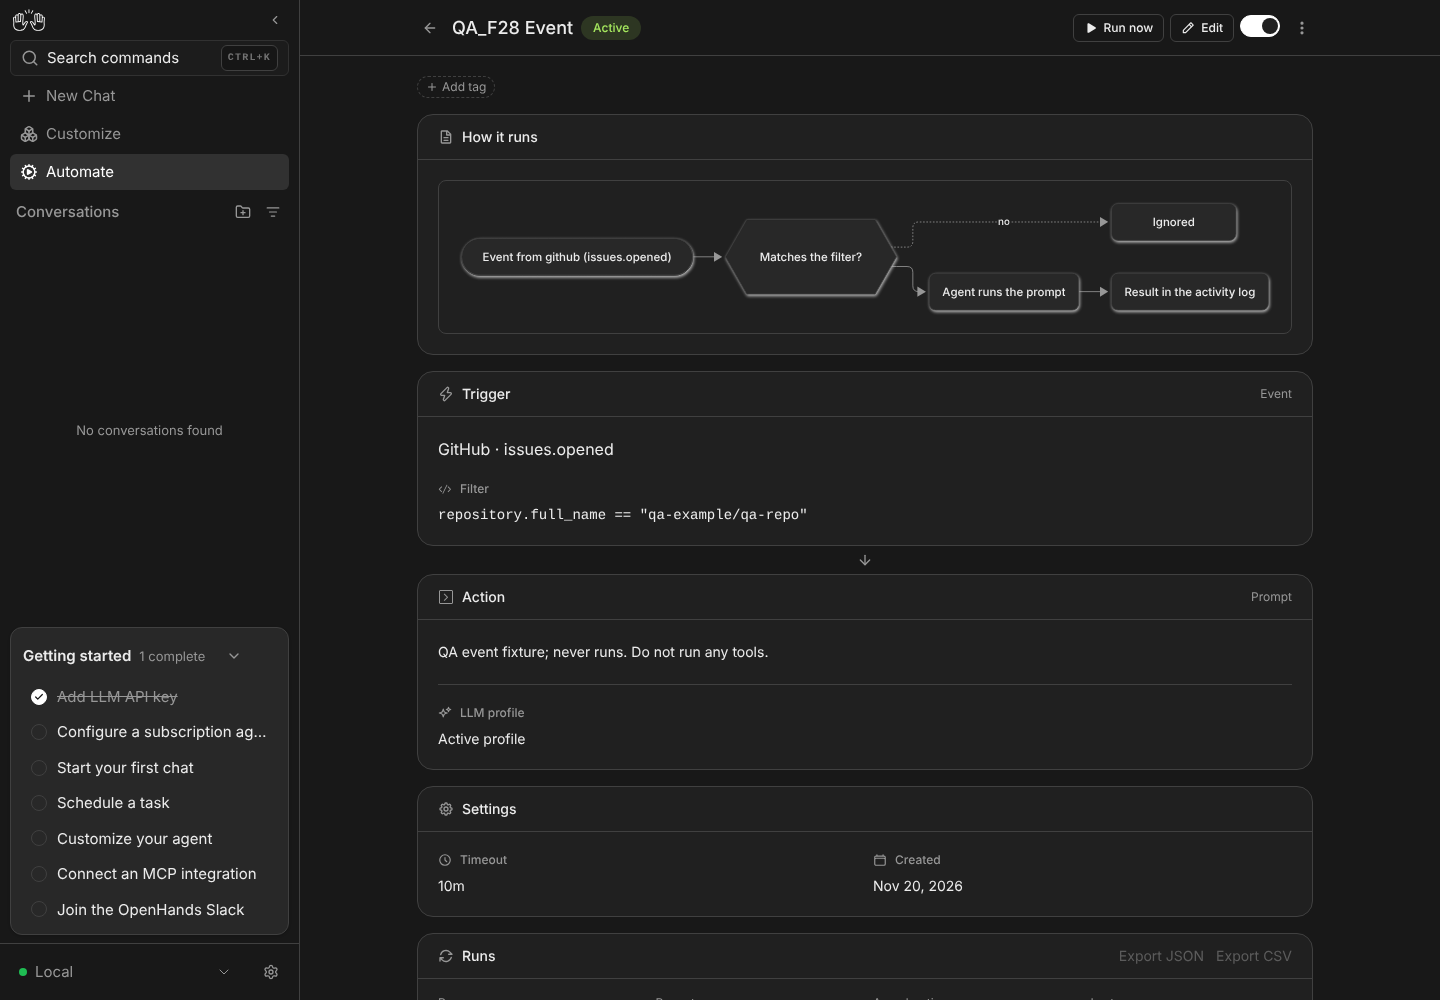 Search commands CTRL+K
New Chat
Customize
Automate
Conversations
No conversations found
Getting started 1 complete
Add LLM API key
Configure a subscription ag...
Start your first chat
Schedule a task
Customize your agent
Connect an MCP integration
Join the OpenHands Slack
Local
QA_F28 Event Active
Run now Edit
Add tag
How it runs
Event from github (issues.opened)
Matches the filter?
no
Ignored
Agent runs the prompt
Result in the activity log
Trigger Event
GitHub · issues.opened
Filter
repository.full_name == "qa-example/qa-repo"
Action Prompt
QA event fixture; never runs. Do not run any tools.
LLM profile
Active profile
Settings
Timeout Created
10m Nov 20, 2026
Runs Export JSON Export CSV